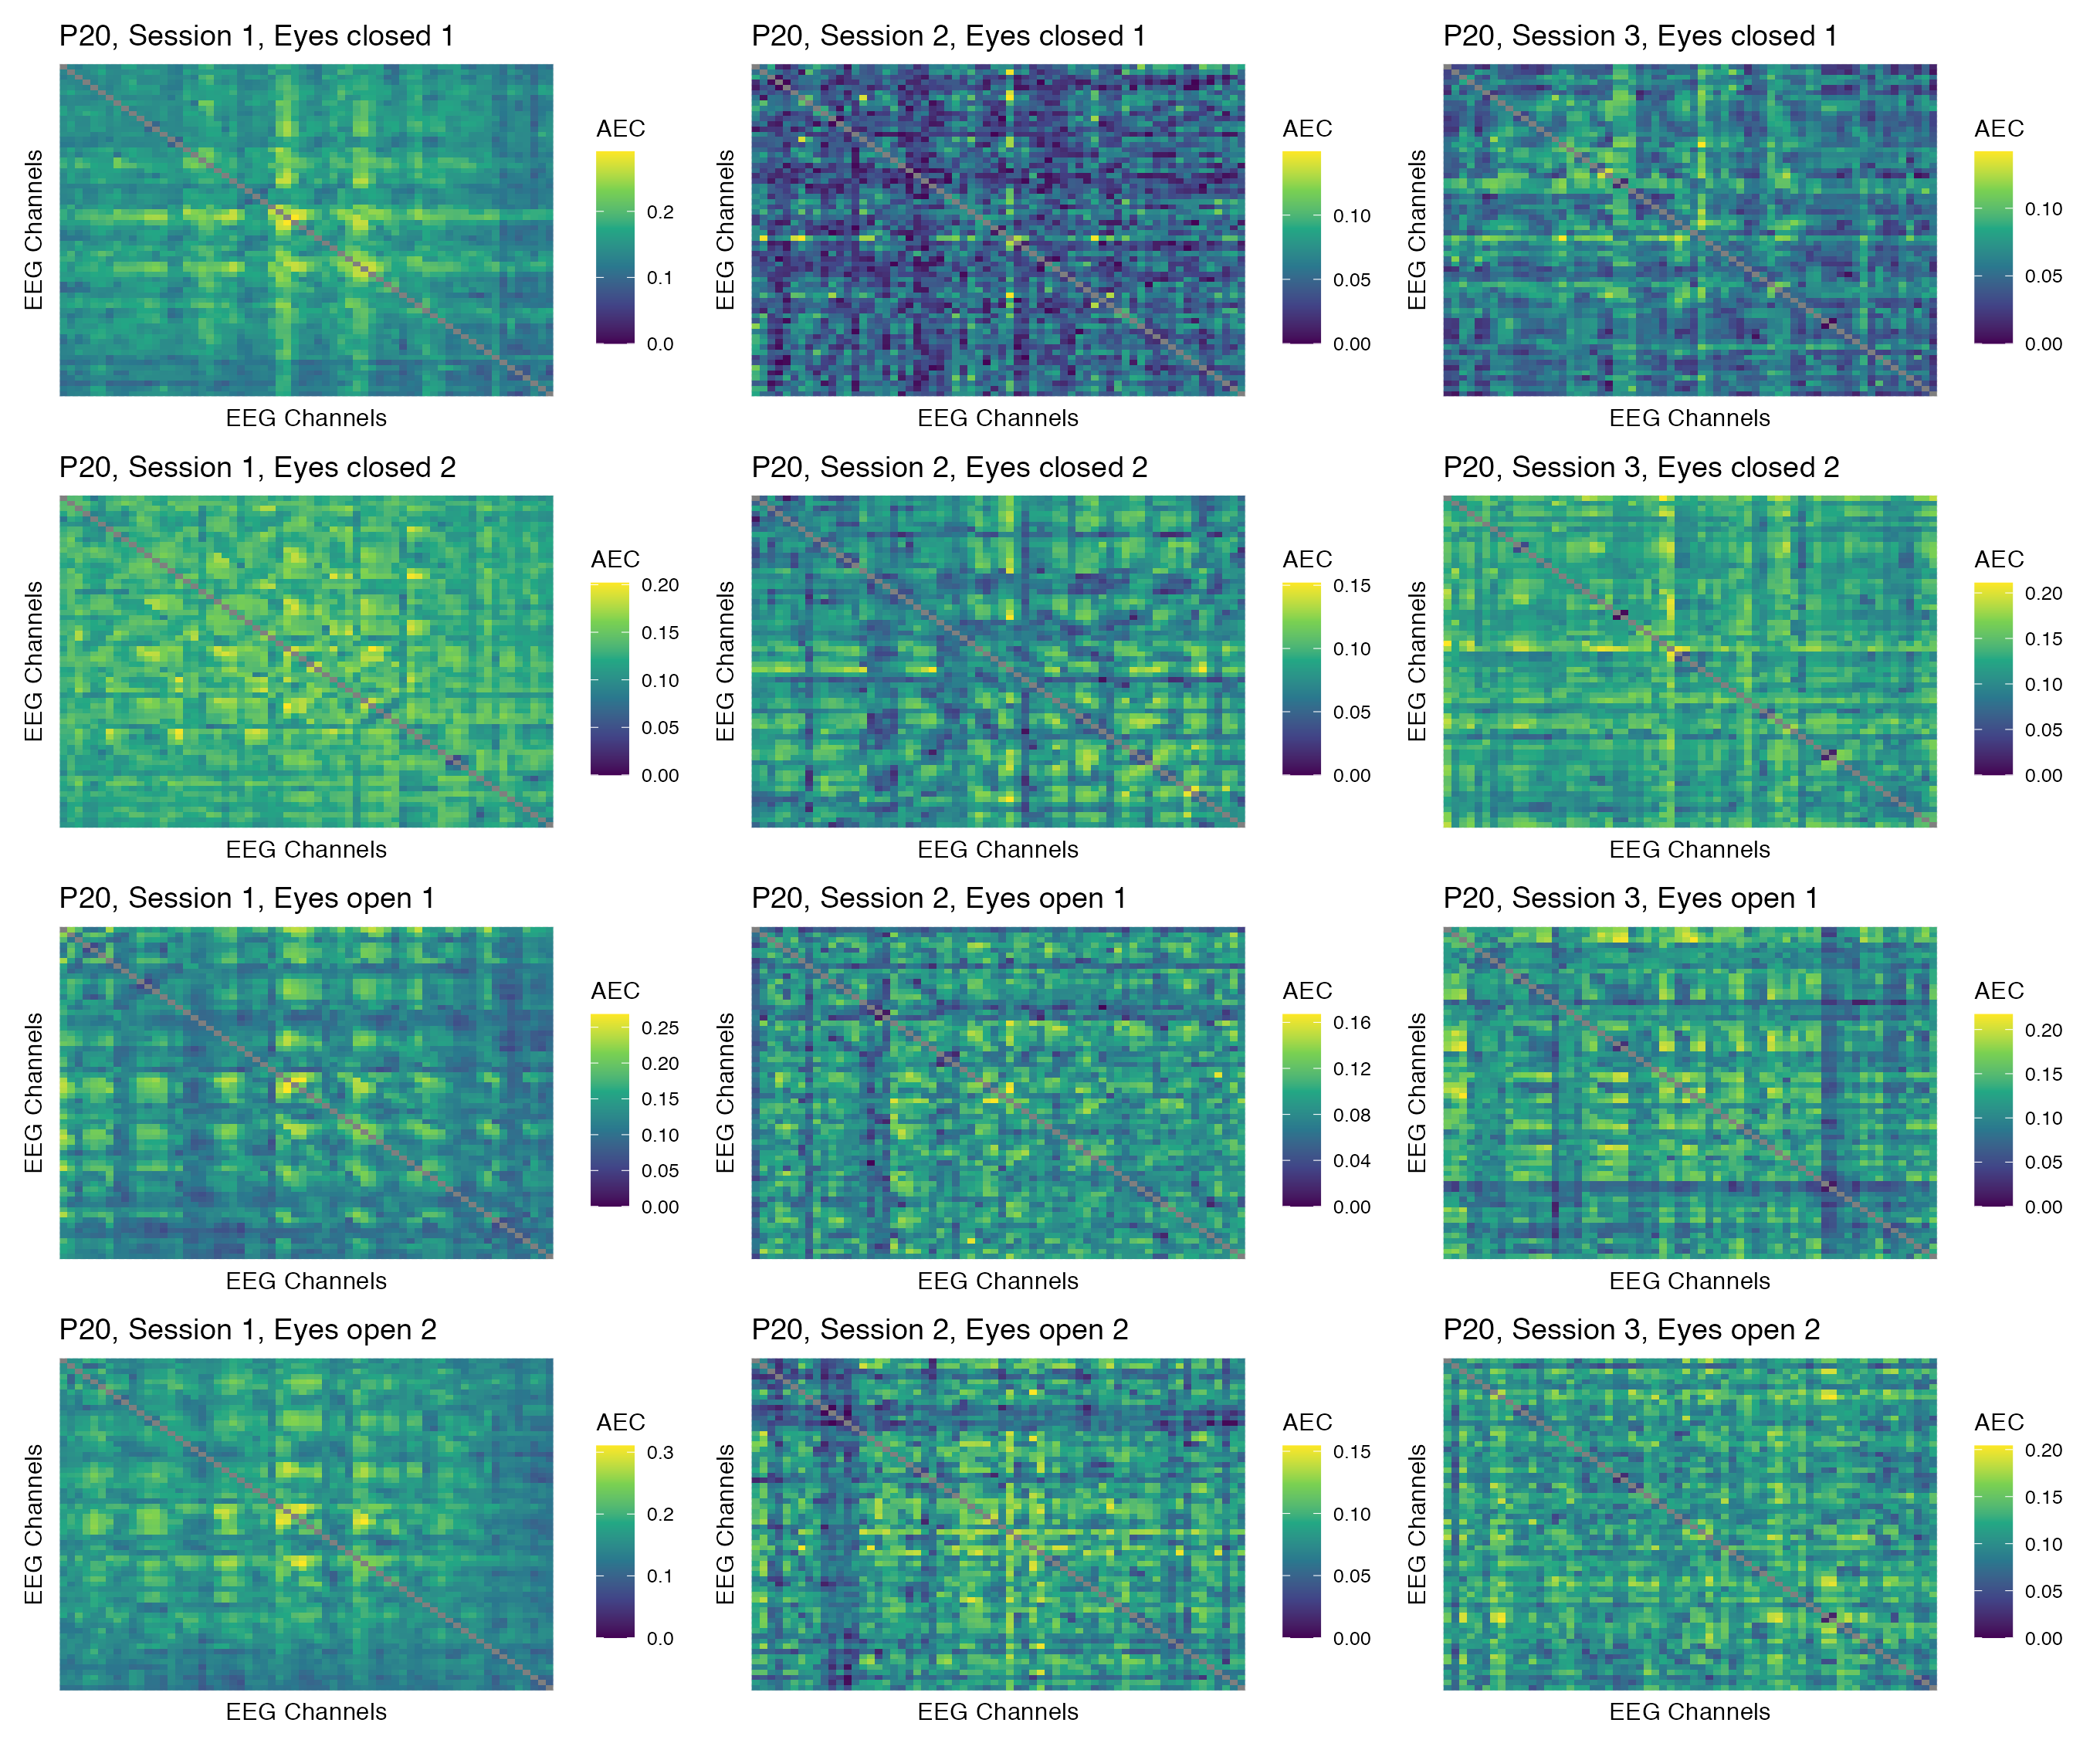 P20, Session 1, Eyes closed 1
EEG Channels
EEG Channels
AEC
0.2
0.1
0.0
P20, Session 2, Eyes closed 1
EEG Channels
EEG Channels
AEC
0.10
0.05
0.00
P20, Session 3, Eyes closed 1
EEG Channels
EEG Channels
AEC
0.10
0.05
0.00
P20, Session 1, Eyes closed 2
EEG Channels
EEG Channels
AEC
0.20
0.15
0.10
0.05
0.00
P20, Session 2, Eyes closed 2
EEG Channels
EEG Channels
AEC
0.15
0.10
0.05
0.00
P20, Session 3, Eyes closed 2
EEG Channels
EEG Channels
AEC
0.20
0.15
0.10
0.05
0.00
P20, Session 1, Eyes open 1
EEG Channels
EEG Channels
AEC
0.25
0.20
0.15
0.10
0.05
0.00
P20, Session 2, Eyes open 1
EEG Channels
EEG Channels
AEC
0.16
0.12
0.08
0.04
0.00
P20, Session 3, Eyes open 1
EEG Channels
EEG Channels
AEC
0.20
0.15
0.10
0.05
0.00
P20, Session 1, Eyes open 2
EEG Channels
EEG Channels
AEC
0.3
0.2
0.1
0.0
P20, Session 2, Eyes open 2
EEG Channels
EEG Channels
AEC
0.15
0.10
0.05
0.00
P20, Session 3, Eyes open 2
EEG Channels
EEG Channels
AEC
0.20
0.15
0.10
0.05
0.00